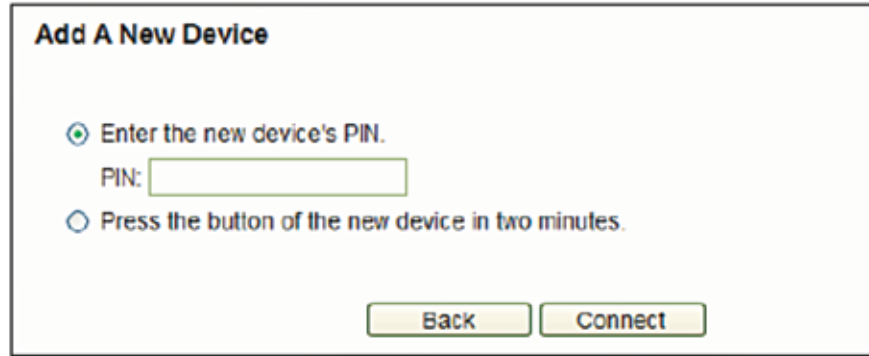 Add A New Device
Enter the new device's PIN.
PIN:
Press the button of the new device in two minutes.
Back Connect